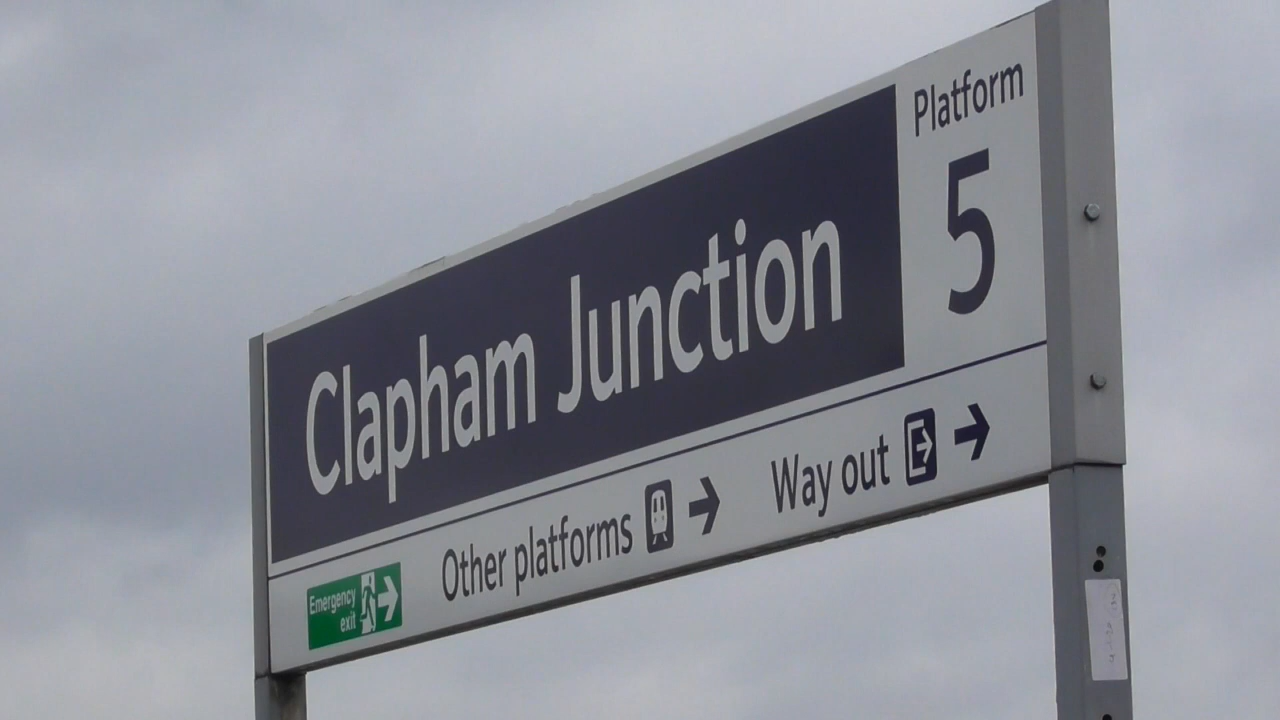 Platform
5
Clapham Junction
Other platforms
Way out
Emergency
exit